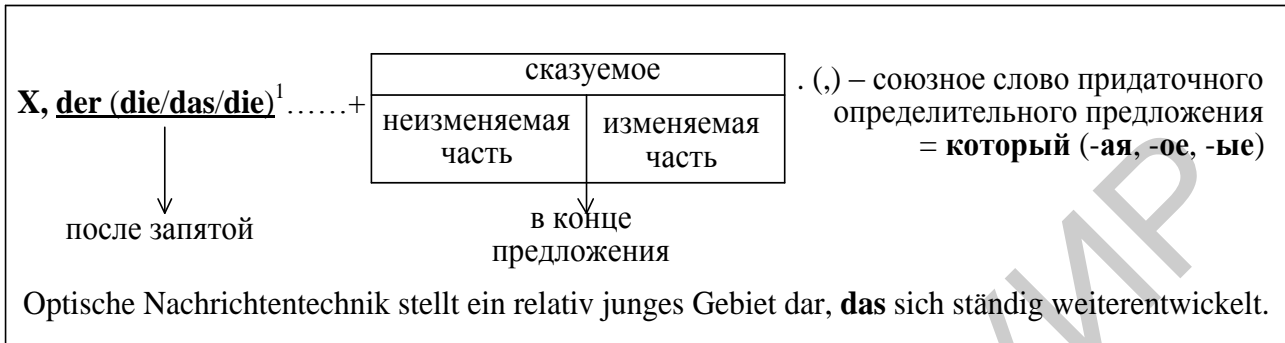 сказуемое
X, der (die/das/die)1 ……+ неизменяемая часть изменяемая часть . (,) – союзное слово придаточного
определительного предложения
= который (-ая, -ое, -ые)
после запятой
в конце
предложения
Optische Nachrichtentechnik stellt ein relativ junges Gebiet dar, das sich ständig weiterentwickelt.